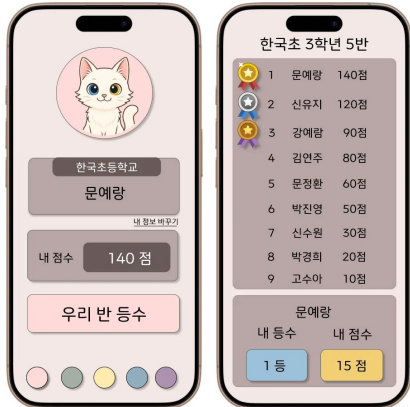 한국초등학교
문예랑
내 정보 바꾸기
내 점수 140 점
우리 반 등수
한국초 3학년 5반
1 문예랑 140점
2 신유지 120점
3 강예람 90점
4 김연주 80점
5 문정환 60점
6 박진영 50점
7 신수원 30점
8 박경희 20점
9 고수아 10점
문예랑
내 등수 내 점수
1 등 15 점